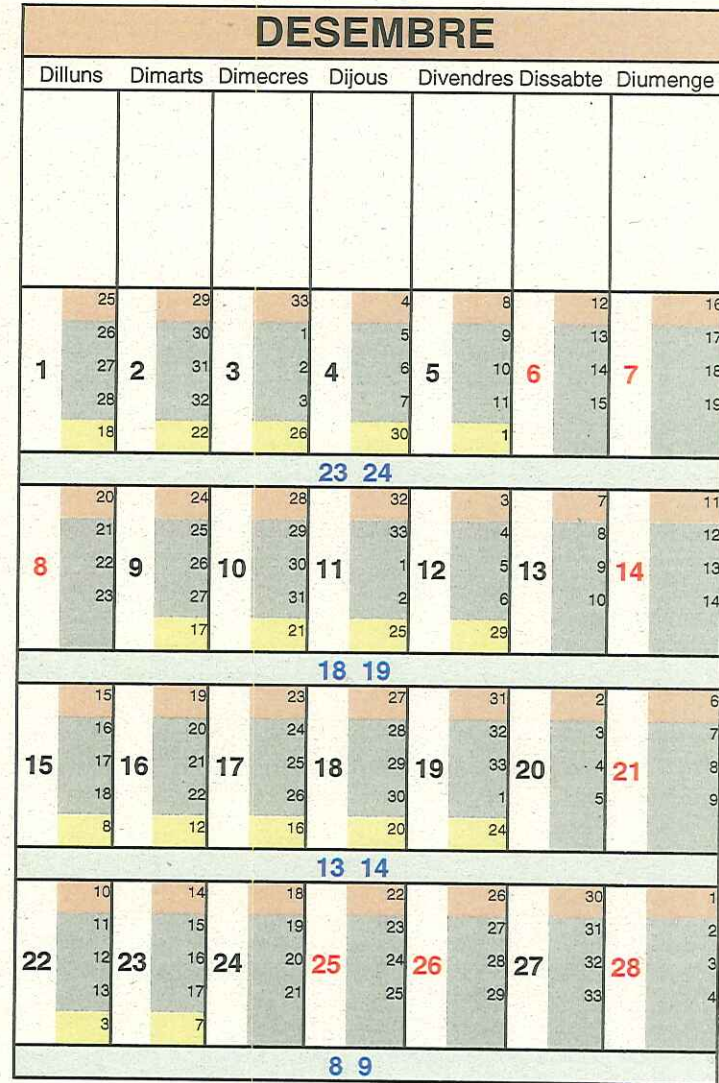 DESEMBRE
Dilluns Dimarts Dimecres Dijous Divendres Dissabte Diumenge
25 29 33 4 8 12 16
26 30 1 5 9 13 17
1 27 2 31 3 2 4 6 5 10 6 14 7 18
28 32 3 7 11 15 19
18 22 26 30 1
23 24
20 24 28 32 3 7 11
21 25 29 33 4 8 12
8 22 9 26 10 30 11 1 12 5 13 9 14 13
23 27 31 2 6 10 14
17 21 25 29
18 19
15 19 23 27 31 2 6
16 20 24 28 32 3 7
15 17 16 21 17 25 18 29 19 33 20 4 21 8
18 22 26 30 1 5 9
8 12 16 20 24
13 14
10 14 18 22 26 30 1
11 15 19 23 27 31 2
22 12 23 16 24 20 25 24 26 28 27 32 28 3
13 17 21 25 29 33 4
3 7
8 9